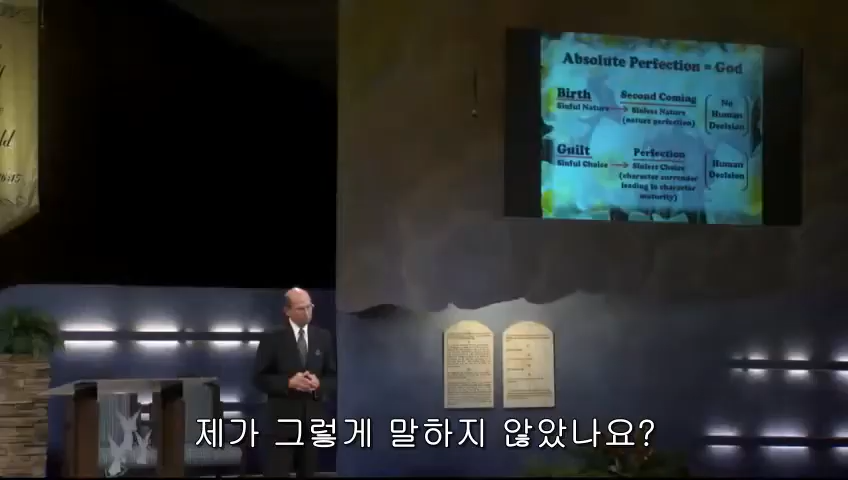 Absolute Perfection = God
Birth
Sinful Nature
Second Coming
Sinless Nature
(nature perfection)
No
Human
Decision
Guilt
Sinful Choice
Perfection
Sinless Choice
(character surrender
leading to character
maturity)
Human
Decision
제가 그렇게 말하지 않았나요?